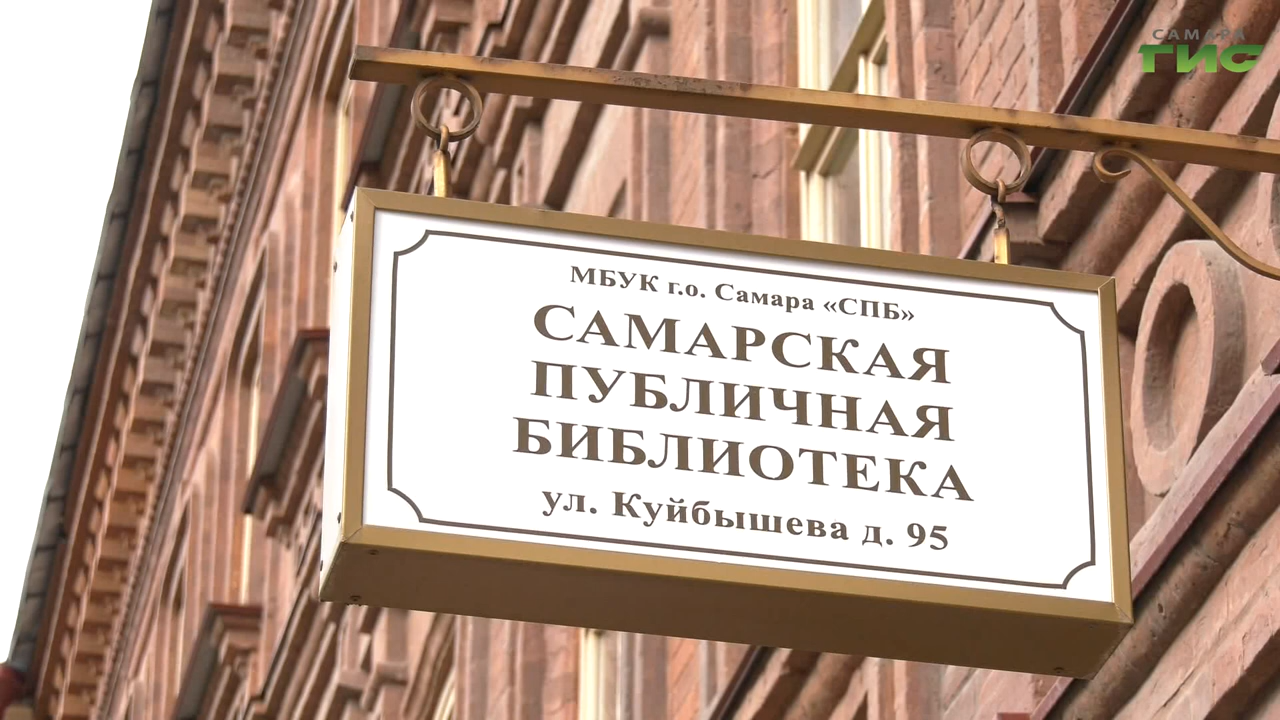 САМАРА
ГИС
МБУК г.о. Самара «СПБ»
САМАРСКАЯ
ПУБЛИЧНАЯ
БИБЛИОТЕКА
ул. Куйбышева д. 95